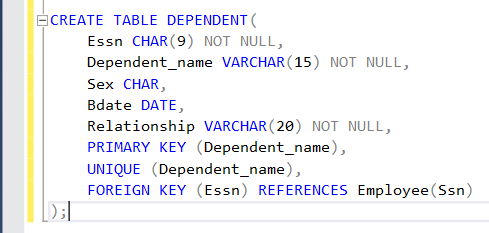 CREATE TABLE DEPENDENT(
Essn CHAR(9) NOT NULL,
Dependent_name VARCHAR(15) NOT NULL,
Sex CHAR,
Bdate DATE,
Relationship VARCHAR(20) NOT NULL,
PRIMARY KEY (Dependent_name),
UNIQUE (Dependent_name),
FOREIGN KEY (Essn) REFERENCES Employee(Ssn)
);